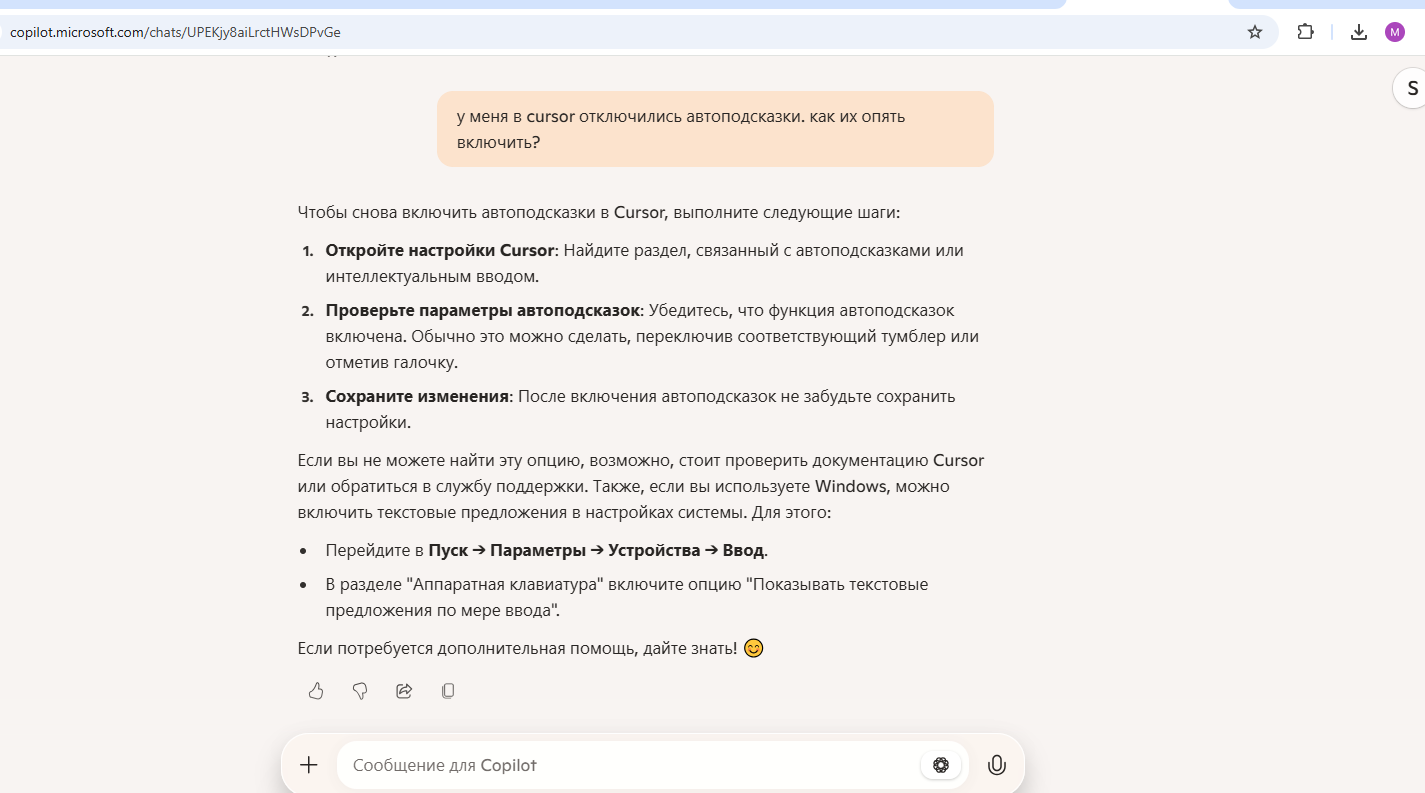 copilot.microsoft.com/chats/UPEKjy8aiLrctHWsDPvGe
M
S
у меня в cursor отключились автоподсказки. как их опять
включить?
Чтобы снова включить автоподсказки в Cursor, выполните следующие шаги:
1. Откройте настройки Cursor: Найдите раздел, связанный с автоподсказками или
интеллектуальным вводом.
2. Проверьте параметры автоподсказок: Убедитесь, что функция автоподсказок
включена. Обычно это можно сделать, переключив соответствующий тумблер или
отметив галочку.
3. Сохраните изменения: После включения автоподсказок не забудьте сохранить
настройки.
Если вы не можете найти эту опцию, возможно, стоит проверить документацию Cursor
или обратиться в службу поддержки. Также, если вы используете Windows, можно
включить текстовые предложения в настройках системы. Для этого:
• Перейдите в Пуск → Параметры → Устройства → Ввод.
• В разделе "Аппаратная клавиатура" включите опцию "Показывать текстовые
предложения по мере ввода".
Если потребуется дополнительная помощь, дайте знать! 😊
Сообщение для Copilot